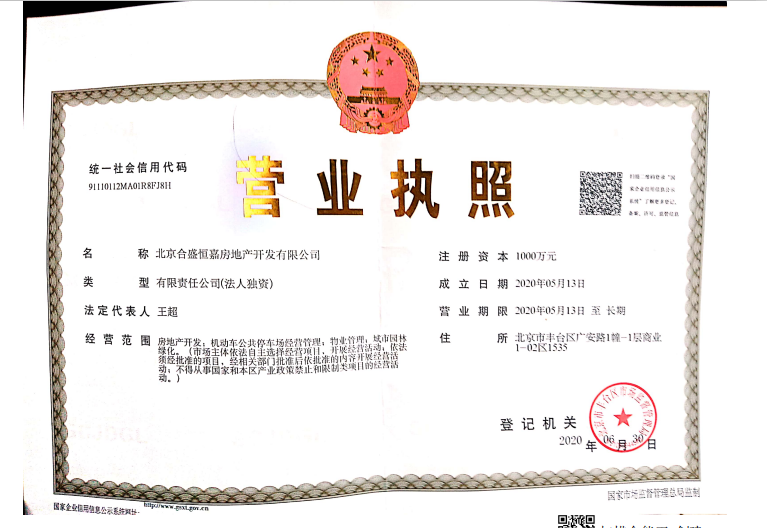 营业执照
统一社会信用代码
91110112MA01R8FJ8H
扫描二维码登录"国
家企业信用信息公示
系统"了解更多登记、
备案、许可、监管信息
名 称 北京合盛恒嘉房地产开发有限公司
类 型 有限责任公司(法人独资)
法定代表人 王超
经营范围 房地产开发；机动车公共停车场经营管理；物业管理；城市园林
绿化。（市场主体依法自主选择经营项目，开展经营活动；依法
须经批准的项目，经相关部门批准后依批准的内容开展经营活
动；不得从事国家和本区产业政策禁止和限制类项目的经营活
动。）
注册资本 1000万元
成立日期 2020年05月13日
营业期限 2020年05月13日 至 长期
住 所 北京市丰台区广安路1幢-1层商业
1-02区1535
登记机关
北京市丰台区市场监督管理局
2020 年 06 月 30 日
国家企业信用信息公示系统网址：
http://www.gsxt.gov.cn
国家市场监督管理总局监制